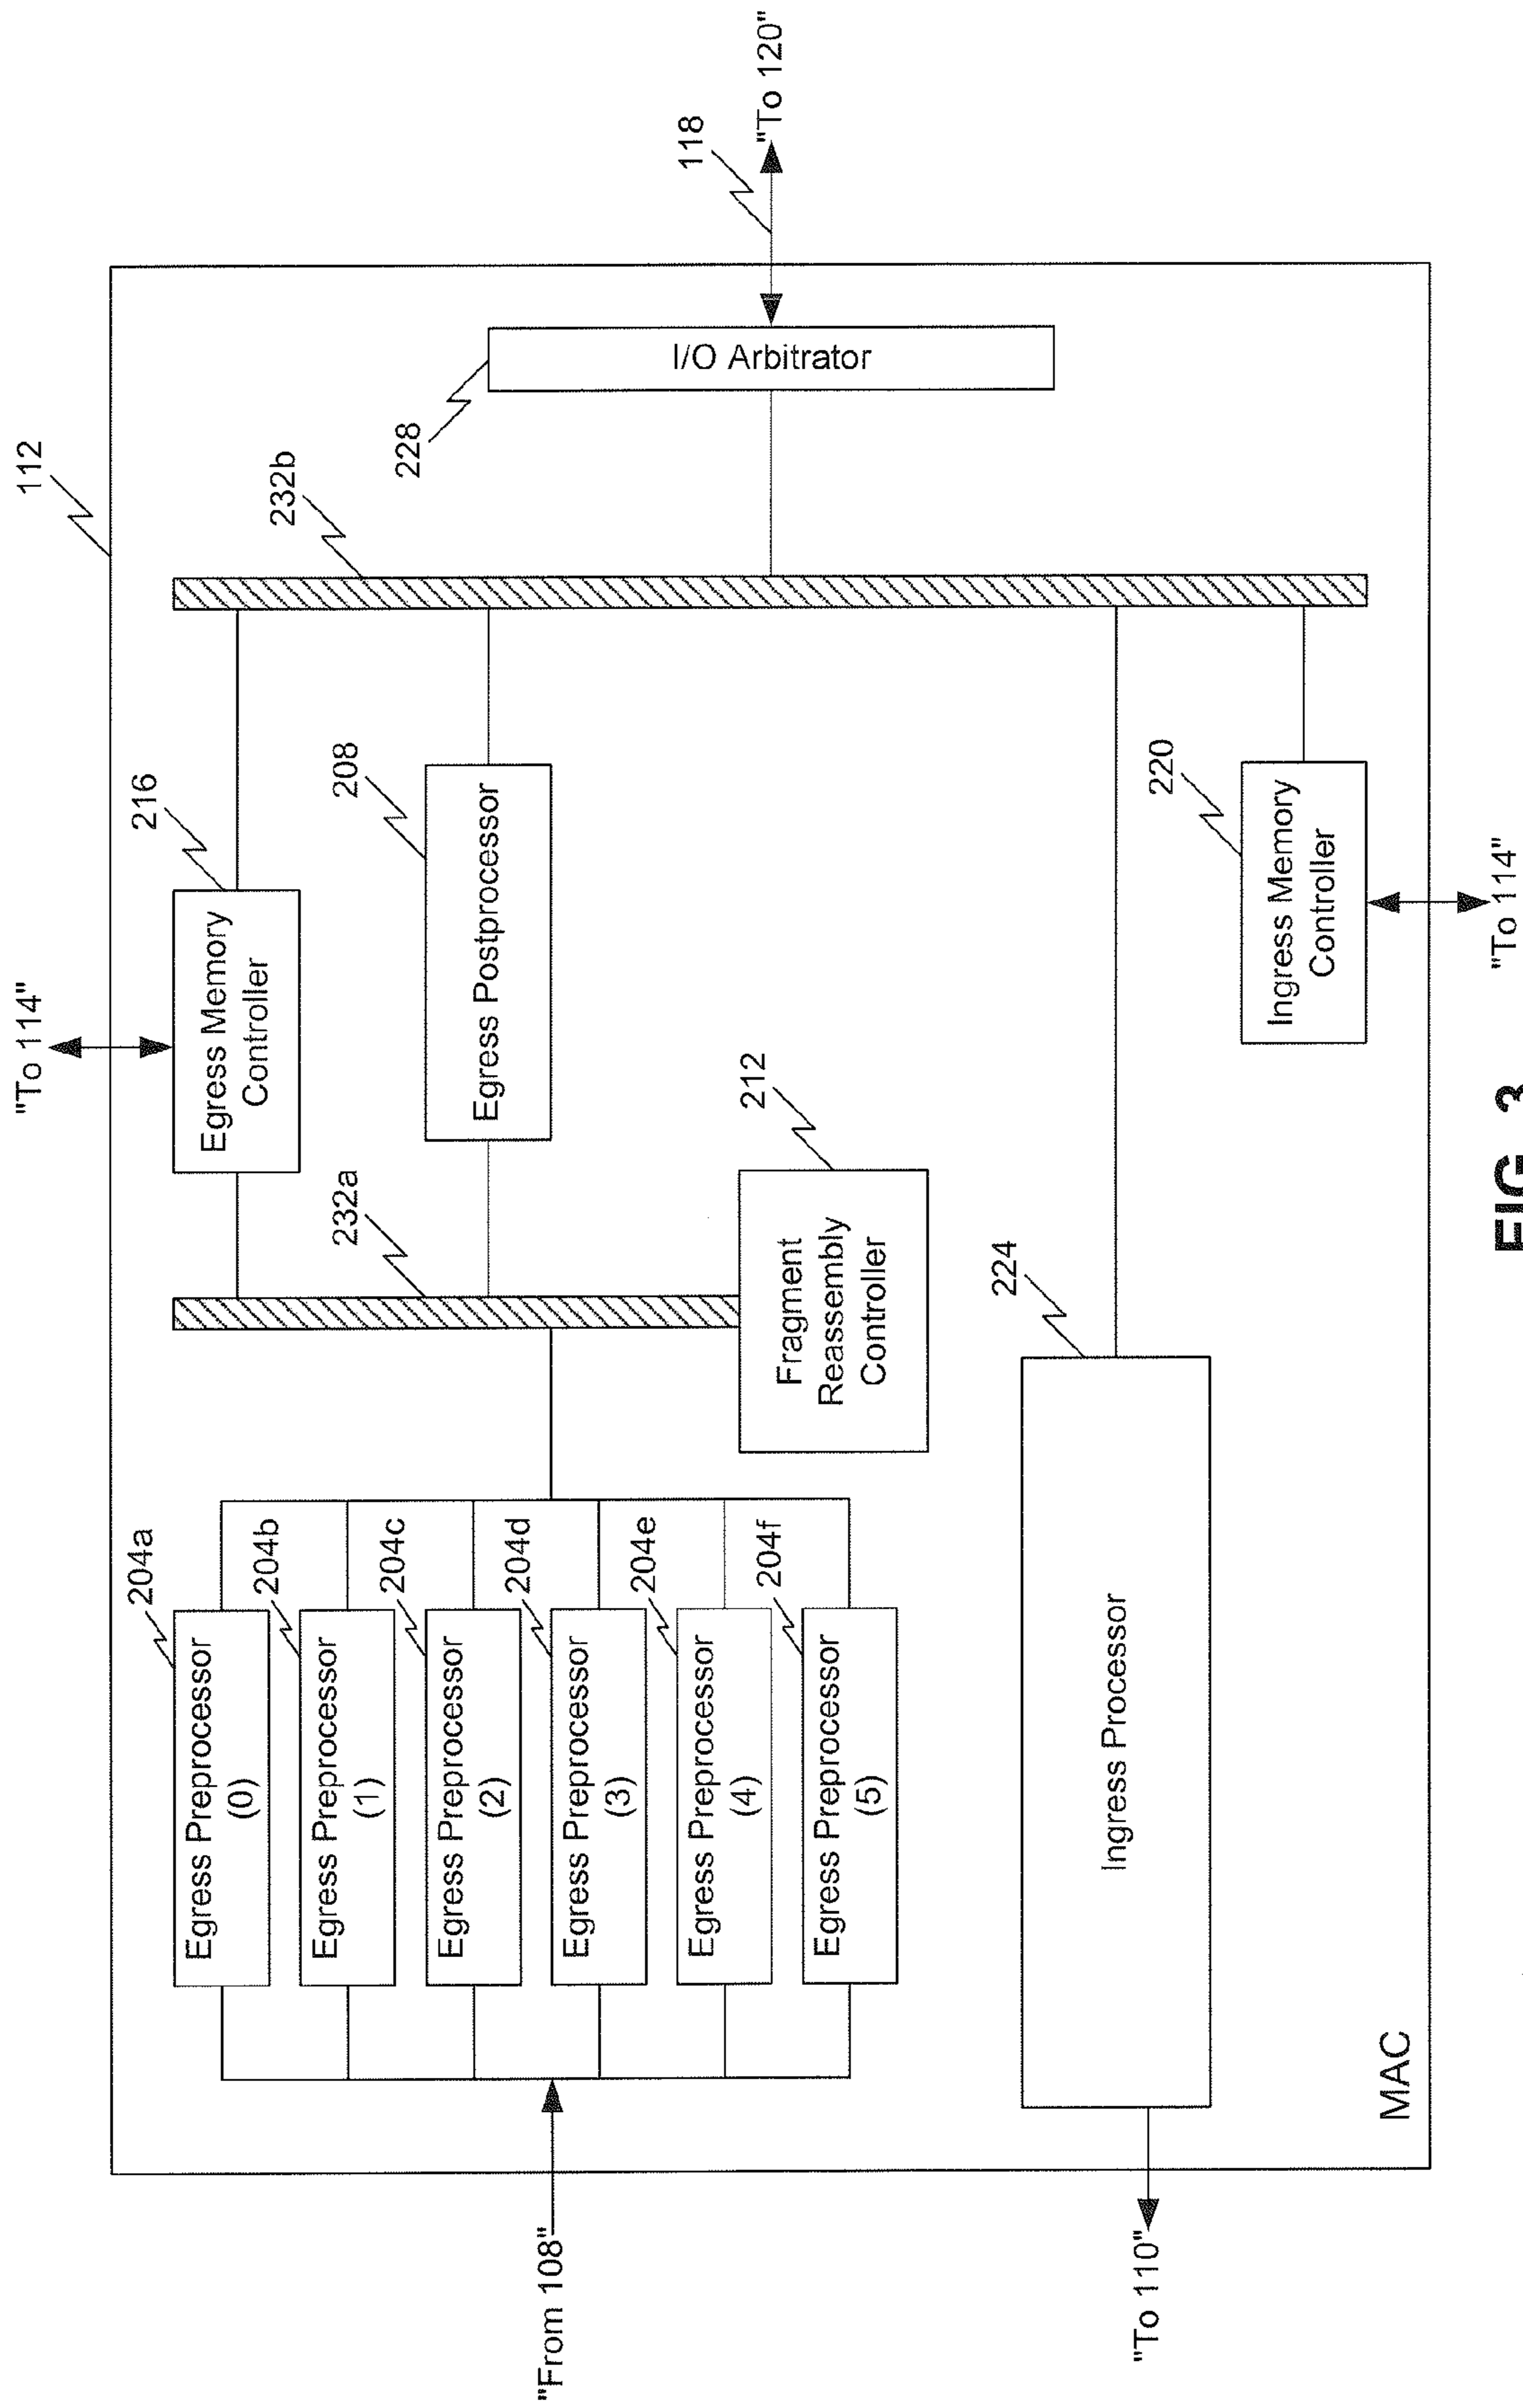 "To 114"
112
216
Egress Memory
Controller
232b
208
Egress Postprocessor
228
I/O Arbitrator
118
"To 120"
232a
212
Fragment
Reassembly
Controller
204a
Egress Preprocessor
(0)
204b
Egress Preprocessor
(1)
204c
Egress Preprocessor
(2)
204d
Egress Preprocessor
(3)
204e
Egress Preprocessor
(4)
204f
Egress Preprocessor
(5)
"From 108"
224
Ingress Processor
220
Ingress Memory
Controller
"To 110"
MAC
"To 114"
FIG. 3